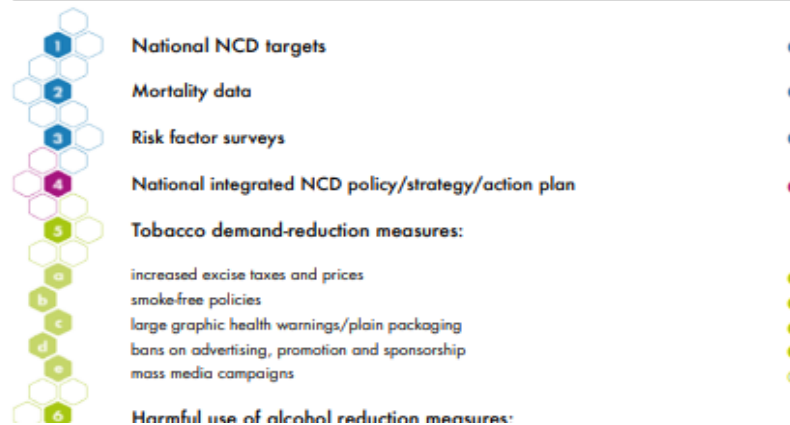 1 National NCD targets
2 Mortality data
3 Risk factor surveys
4 National integrated NCD policy/strategy/action plan
5 Tobacco demand-reduction measures:
a increased excise taxes and prices
b smoke-free policies
c large graphic health warnings/plain packaging
d bans on advertising, promotion and sponsorship
e mass media campaigns
6 Harmful use of alcohol reduction measures: